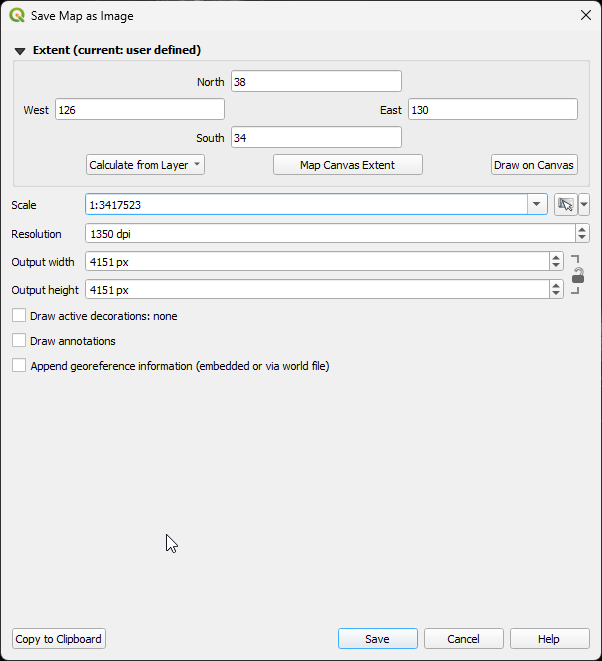 Save Map as Image
Extent (current: user defined)
North 38
West 126 East 130
South 34
Calculate from Layer Map Canvas Extent Draw on Canvas
Scale 1:3417523
Resolution 1350 dpi
Output width 4151 px
Output height 4151 px
Draw active decorations: none
Draw annotations
Append georeference information (embedded or via world file)
Copy to Clipboard Save Cancel Help